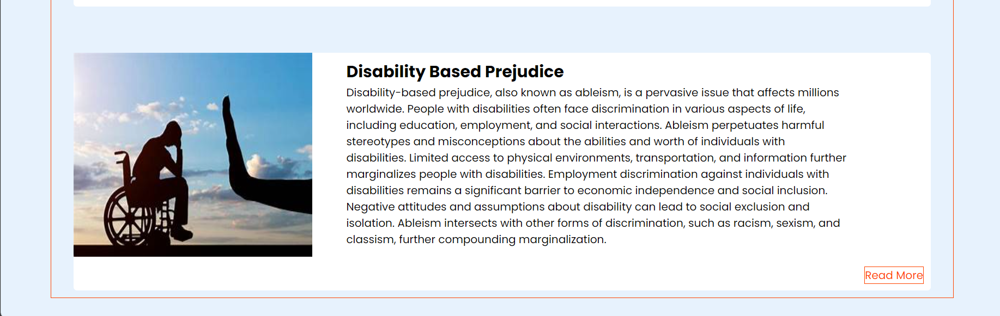 Disability Based Prejudice
Disability-based prejudice, also known as ableism, is a pervasive issue that affects millions
worldwide. People with disabilities often face discrimination in various aspects of life,
including education, employment, and social interactions. Ableism perpetuates harmful
stereotypes and misconceptions about the abilities and worth of individuals with
disabilities. Limited access to physical environments, transportation, and information further
marginalizes people with disabilities. Employment discrimination against individuals with
disabilities remains a significant barrier to economic independence and social inclusion.
Negative attitudes and assumptions about disability can lead to social exclusion and
isolation. Ableism intersects with other forms of discrimination, such as racism, sexism, and
classism, further compounding marginalization.
Read More